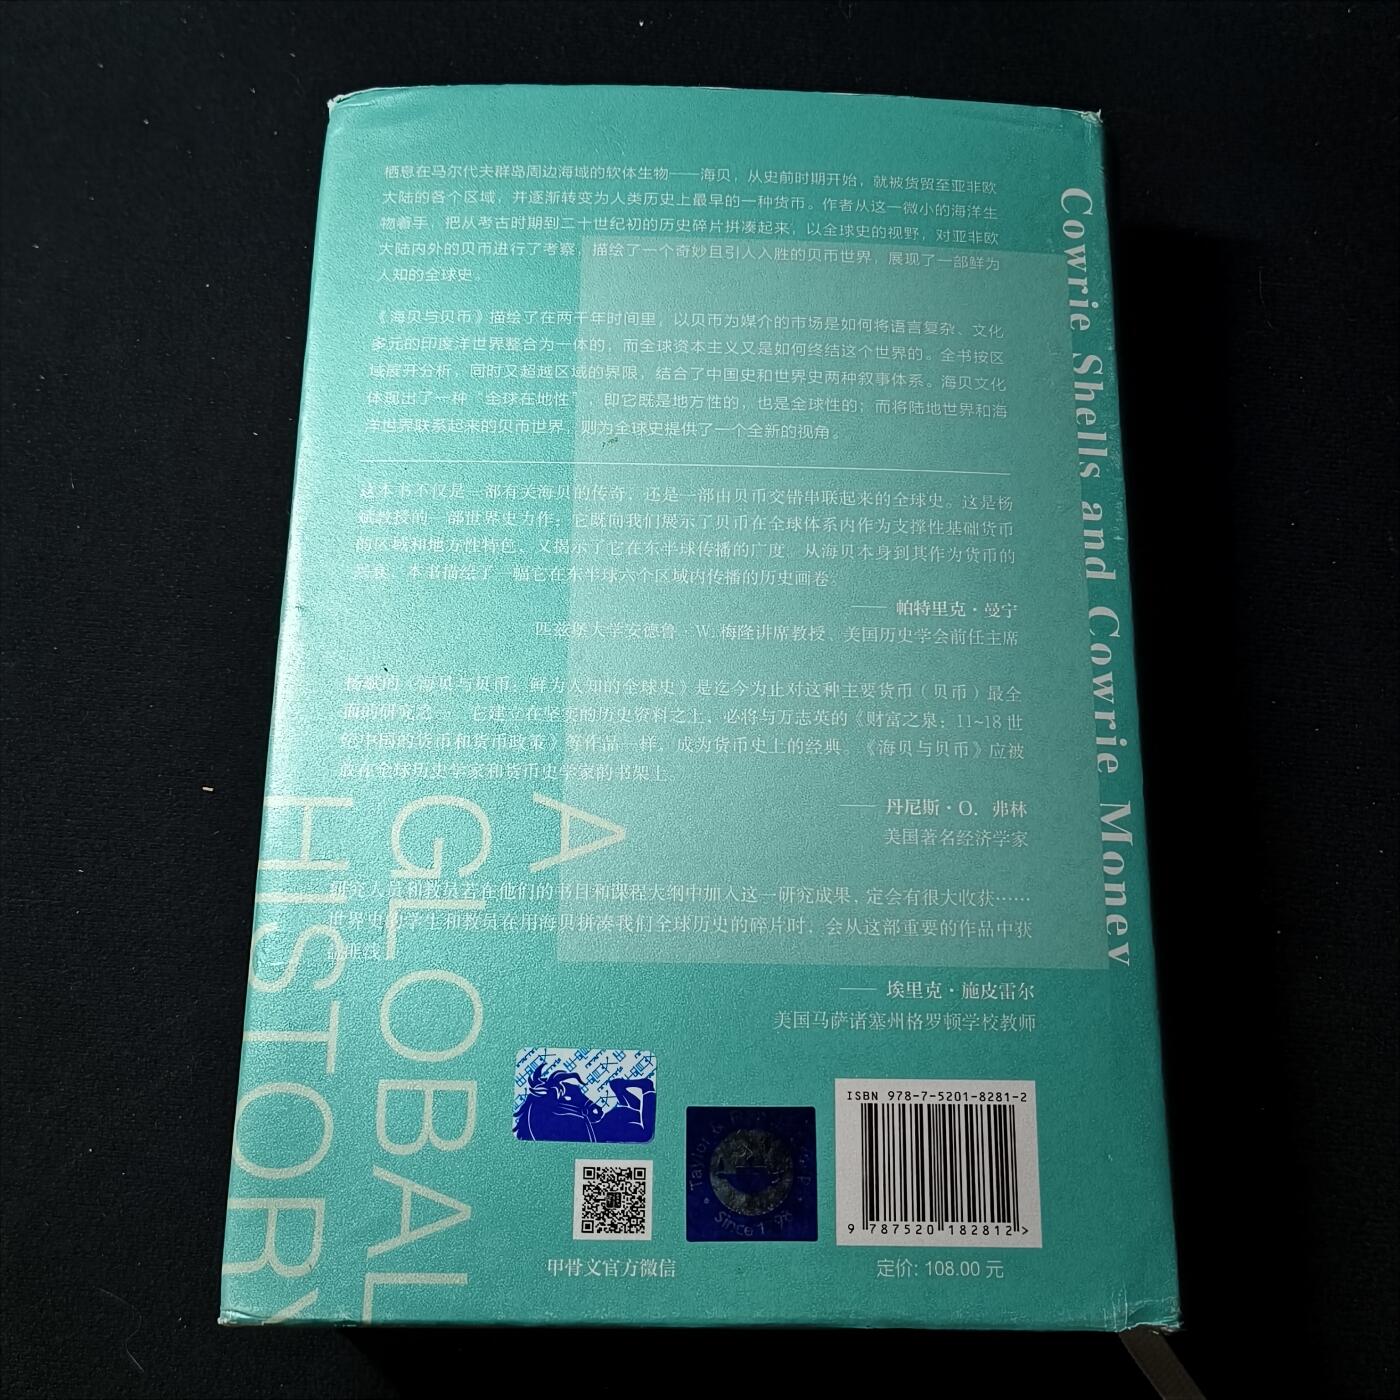 栖息在马尔代夫群岛周边海域的软体生物——海贝，从史前时期开始，就被货贸至亚非欧
大陆的各个区域，并逐渐转变为人类历史上最早的一种货币。作者从这一微小的海洋生
物着手，把从考古时期到二十世纪初的历史碎片拼凑起来，以全球史的视野，对亚非欧
大陆内外的贝币进行了考察，描绘了一个奇妙且引人入胜的贝币世界，展现了一部鲜为
人知的全球史。
《海贝与贝币》描绘了在两千年时间里，以贝币为媒介的市场是如何将语言复杂、文化
多元的印度洋世界整合为一体的，而全球资本主义又是如何终结这个世界的。全书按区
域展开分析，同时又超越区域的界限，结合了中国史和世界史两种叙事体系。海贝文化
体现出了一种“全球在地性”，即它既是地方性的，也是全球性的；而将陆地世界和海
洋世界联系起来的贝币世界，则为全球史提供了一个全新的视角。
这本书不仅是一部有关海贝的传奇，还是一部由贝币交错串联起来的全球史。这是杨
斌教授的一部世界史力作：它既向我们展示了贝币在全球体系内作为支撑性基础货币
的区域和地方性特色，又揭示了它在东半球传播的广度。从海贝本身到其作为货币的
本书描绘了一幅它在东半球六个区域内传播的历史画卷。
—— 帕特里克·曼宁
匹兹堡大学安德鲁·W.梅隆讲席教授、美国历史学会前任主席
杨斌的《海贝与贝币：鲜为人知的全球史》是迄今为止对这种主要货币（贝币）最全
面的研究之一。它建立在坚实的历史资料之上，必将与万志英的《财富之泉：11~18世
纪中国的货币和货币政策》等作品一样，成为货币史上的经典。《海贝与贝币》应被
放在全球历史学家和货币史学家的书架上。
—— 丹尼斯·O. 弗林
美国著名经济学家
研究人员和教员若在他们的书目和课程大纲中加入这一研究成果，定会有很大收获……
世界史的学生和教员在用海贝拼凑我们全球历史的碎片时，会从这部重要的作品中获
—— 埃里克·施皮雷尔
美国马萨诸塞州格罗顿学校教师
Cowrie Shells and Cowrie Money
A
GLOBAL
HISTORY
Taylor &
Since 1
甲骨文官方微信
ISBN 978-7-5201-8281-2
9 787520 182812 >
定价: 108.00 元